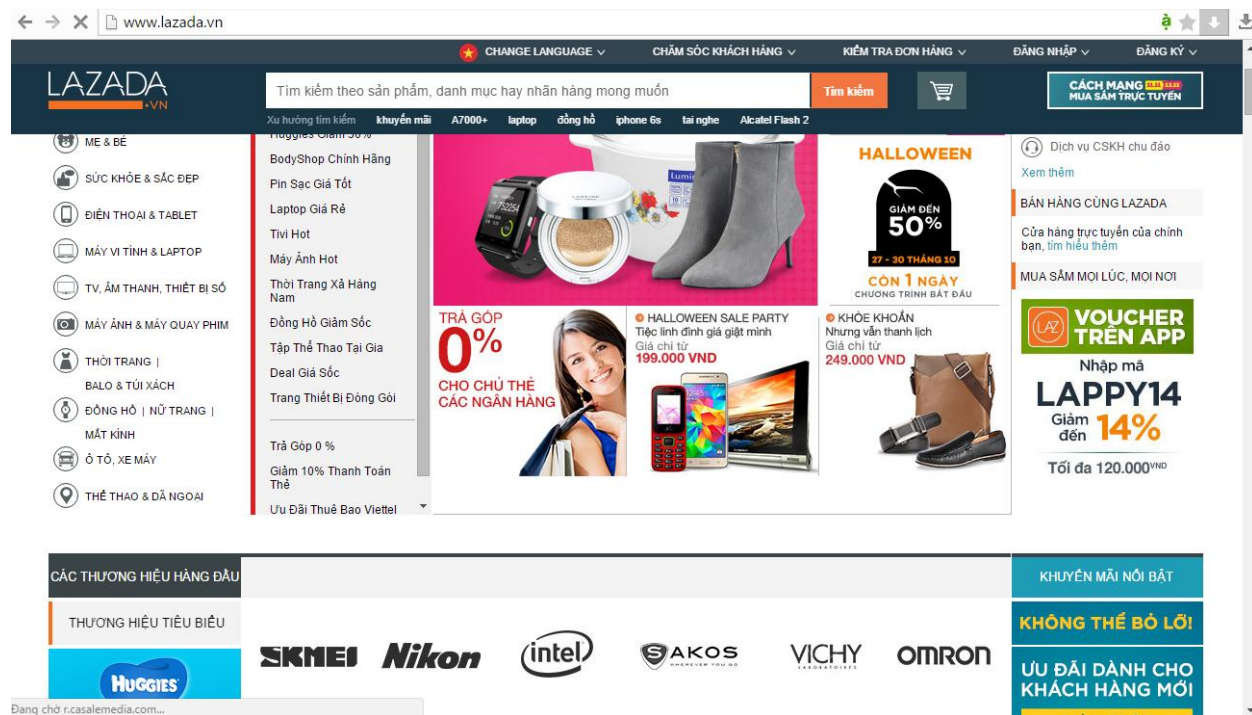 www.lazada.vn
CHANGE LANGUAGE
CHĂM SÓC KHÁCH HÀNG
KIỂM TRA ĐƠN HÀNG
ĐĂNG NHẬP
ĐĂNG KÝ
LAZADA
.VN
Tìm kiếm theo sản phẩm, danh mục hay nhãn hàng mong muốn
Tìm kiếm
CÁCH MẠNG 11.11 12.12
MUA SẮM TRỰC TUYẾN
Xu hướng tìm kiếm khuyến mãi A7000+ laptop đồng hồ iphone 6s tai nghe Alcatel Flash 2
MẸ & BÉ
SỨC KHỎE & SẮC ĐẸP
ĐIỆN THOẠI & TABLET
MÁY VI TÍNH & LAPTOP
TV, ÂM THANH, THIẾT BỊ SỐ
MÁY ẢNH & MÁY QUAY PHIM
THỜI TRANG |
BALO & TÚI XÁCH
ĐỒNG HỒ | NỮ TRANG |
MẮT KÍNH
Ô TÔ, XE MÁY
THỂ THAO & DÃ NGOẠI
Huggies Giảm 30%
BodyShop Chính Hãng
Pin Sạc Giá Tốt
Laptop Giá Rẻ
Tivi Hot
Máy Ảnh Hot
Thời Trang Xả Hàng
Nam
Đồng Hồ Giảm Sốc
Tập Thể Thao Tại Gia
Deal Giá Sốc
Trang Thiết Bị Đóng Gói
Trả Góp 0 %
Giảm 10% Thanh Toán
Thẻ
Ưu Đãi Thuê Bao Viettel
HALLOWEEN
GIẢM ĐẾN
50%
27 - 30 THÁNG 10
CÒN 1 NGÀY
CHƯƠNG TRÌNH BẮT ĐẦU
TRẢ GÓP
0%
CHO CHỦ THẺ
CÁC NGÂN HÀNG
HALLOWEEN SALE PARTY
Tiệc linh đình giá giật mình
Giá chỉ từ
199.000 VND
KHỎE KHOẮN
Nhưng vẫn thanh lịch
Giá chỉ từ
249.000 VND
Dịch vụ CSKH chu đáo
Xem thêm
BÁN HÀNG CÙNG LAZADA
Cửa hàng trực tuyến của chính
bạn, tìm hiểu thêm
MUA SẮM MỌI LÚC, MỌI NƠI
LAZ
VOUCHER
TRÊN APP
Nhập mã
LAPPY14
Giảm
đến 14%
Tối đa 120.000VND
CÁC THƯƠNG HIỆU HÀNG ĐẦU
THƯƠNG HIỆU TIÊU BIỂU
HUGGIES
SKMEI
Nikon
intel
SAKOS
WHEREVER YOU GO
VICHY
LABORATOIRES
OMRON
KHUYẾN MÃI NỔI BẬT
KHÔNG THỂ BỎ LỠ!
ƯU ĐÃI DÀNH CHO
KHÁCH HÀNG MỚI
Đang chờ r.casalemedia.com...